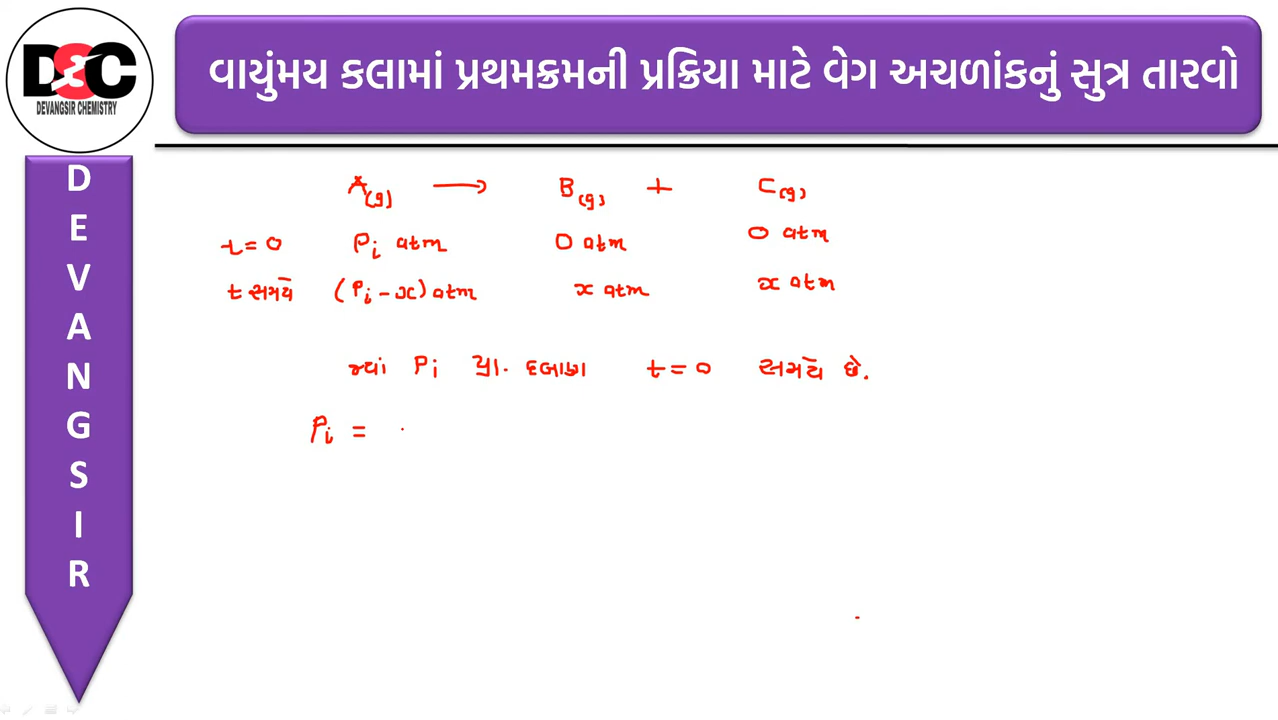 D&C
DEVANGSIR CHEMISTRY
વાયુંમય કલામાં પ્રથમક્રમની પ્રક્રિયા માટે વેગ અચળાંકનું સુત્ર તારવો
DEVANGSIR
A(g) ⟶ B(g) + C(g)
t = 0 Pi atm 0 atm 0 atm
t સમયે (Pi - x) atm x atm x atm
જ્યાં Pi પ્રા. દબાણ t = 0 સમયે છે.
Pi =